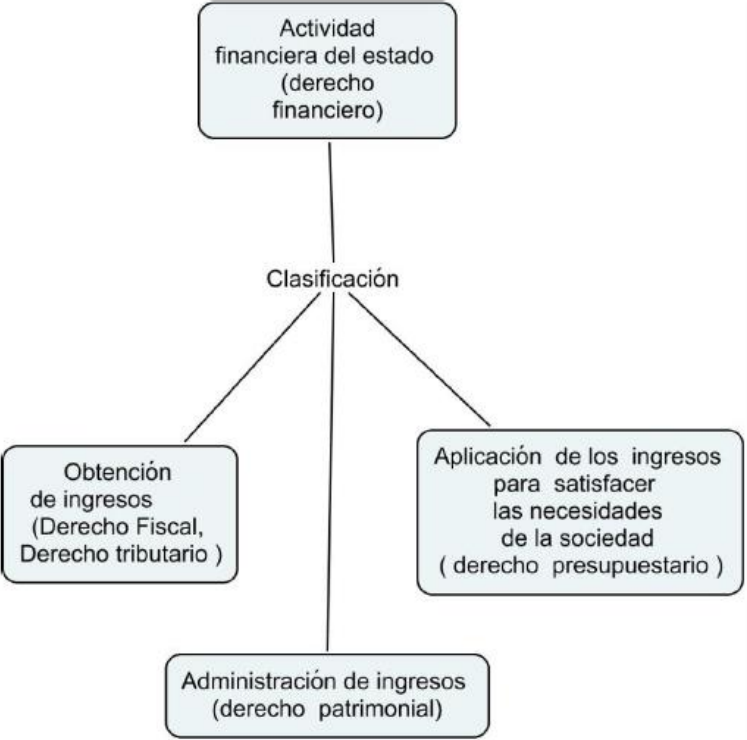 Actividad
financiera del estado
(derecho
financiero)
Clasificación
Obtención
de ingresos
(Derecho Fiscal,
Derecho tributario )
Aplicación de los ingresos
para satisfacer
las necesidades
de la sociedad
( derecho presupuestario )
Administración de ingresos
(derecho patrimonial)